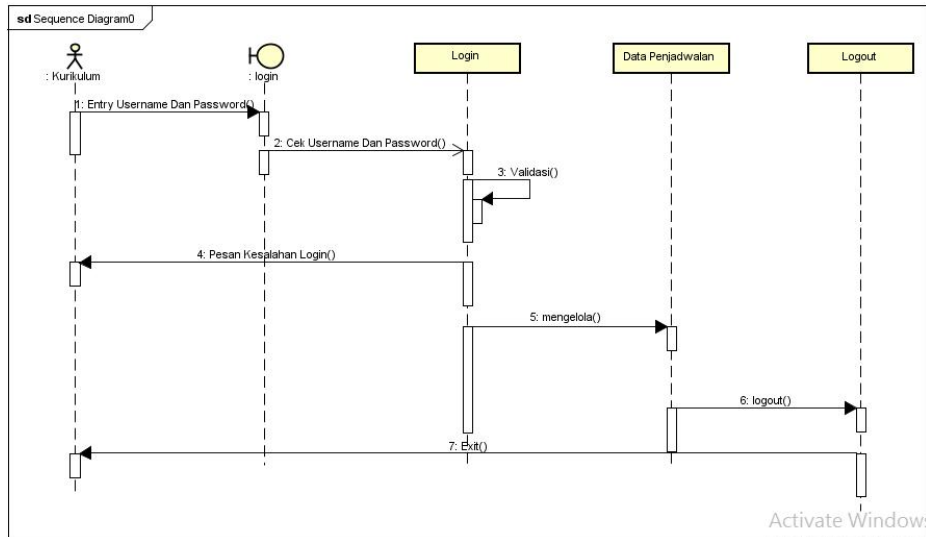 sd Sequence Diagram0
: Kurikulum
: login
Login
Data Penjadwalan
Logout
1: Entry Username Dan Password()
2: Cek Username Dan Password()
3: Validasi()
4: Pesan Kesalahan Login()
5: mengelola()
6: logout()
7: Exit()
Activate Windows